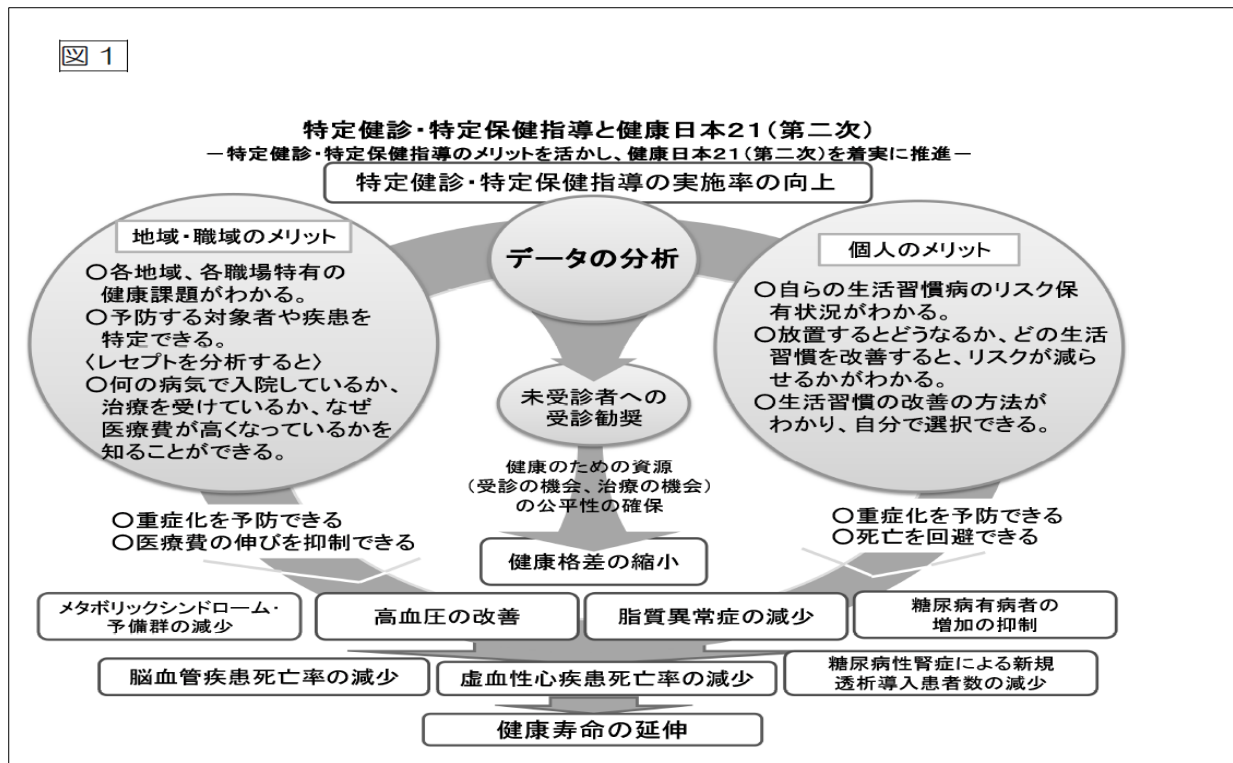 図 1
特定健診・特定保健指導と健康日本21(第二次)
－特定健診・特定保健指導のメリットを活かし、健康日本21(第二次)を着実に推進－
特定健診・特定保健指導の実施率の向上
地域・職域のメリット
○各地域、各職場特有の
健康課題がわかる。
○予防する対象者や疾患を
特定できる。
〈レセプトを分析すると〉
○何の病気で入院しているか、
治療を受けているか、なぜ
医療費が高くなっているかを
知ることができる。
データの分析
個人のメリット
○自らの生活習慣病のリスク保
有状況がわかる。
○放置するとどうなるか、どの生活
習慣を改善すると、リスクが減ら
せるかがわかる。
○生活習慣の改善の方法が
わかり、自分で選択できる。
未受診者への
受診勧奨
健康のための資源
(受診の機会、治療の機会)
の公平性の確保
○重症化を予防できる
○医療費の伸びを抑制できる
○重症化を予防できる
○死亡を回避できる
健康格差の縮小
メタボリックシンドローム・
予備群の減少
高血圧の改善
脂質異常症の減少
糖尿病有病者の
増加の抑制
脳血管疾患死亡率の減少
虚血性心疾患死亡率の減少
糖尿病性腎症による新規
透析導入患者数の減少
健康寿命の延伸